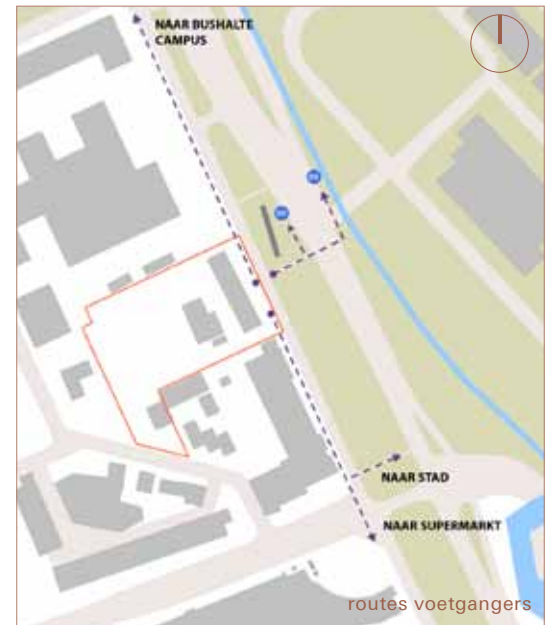 NAAR BUSHALTE
CAMPUS
NAAR STAD
NAAR SUPERMARKT
routes voetgangers